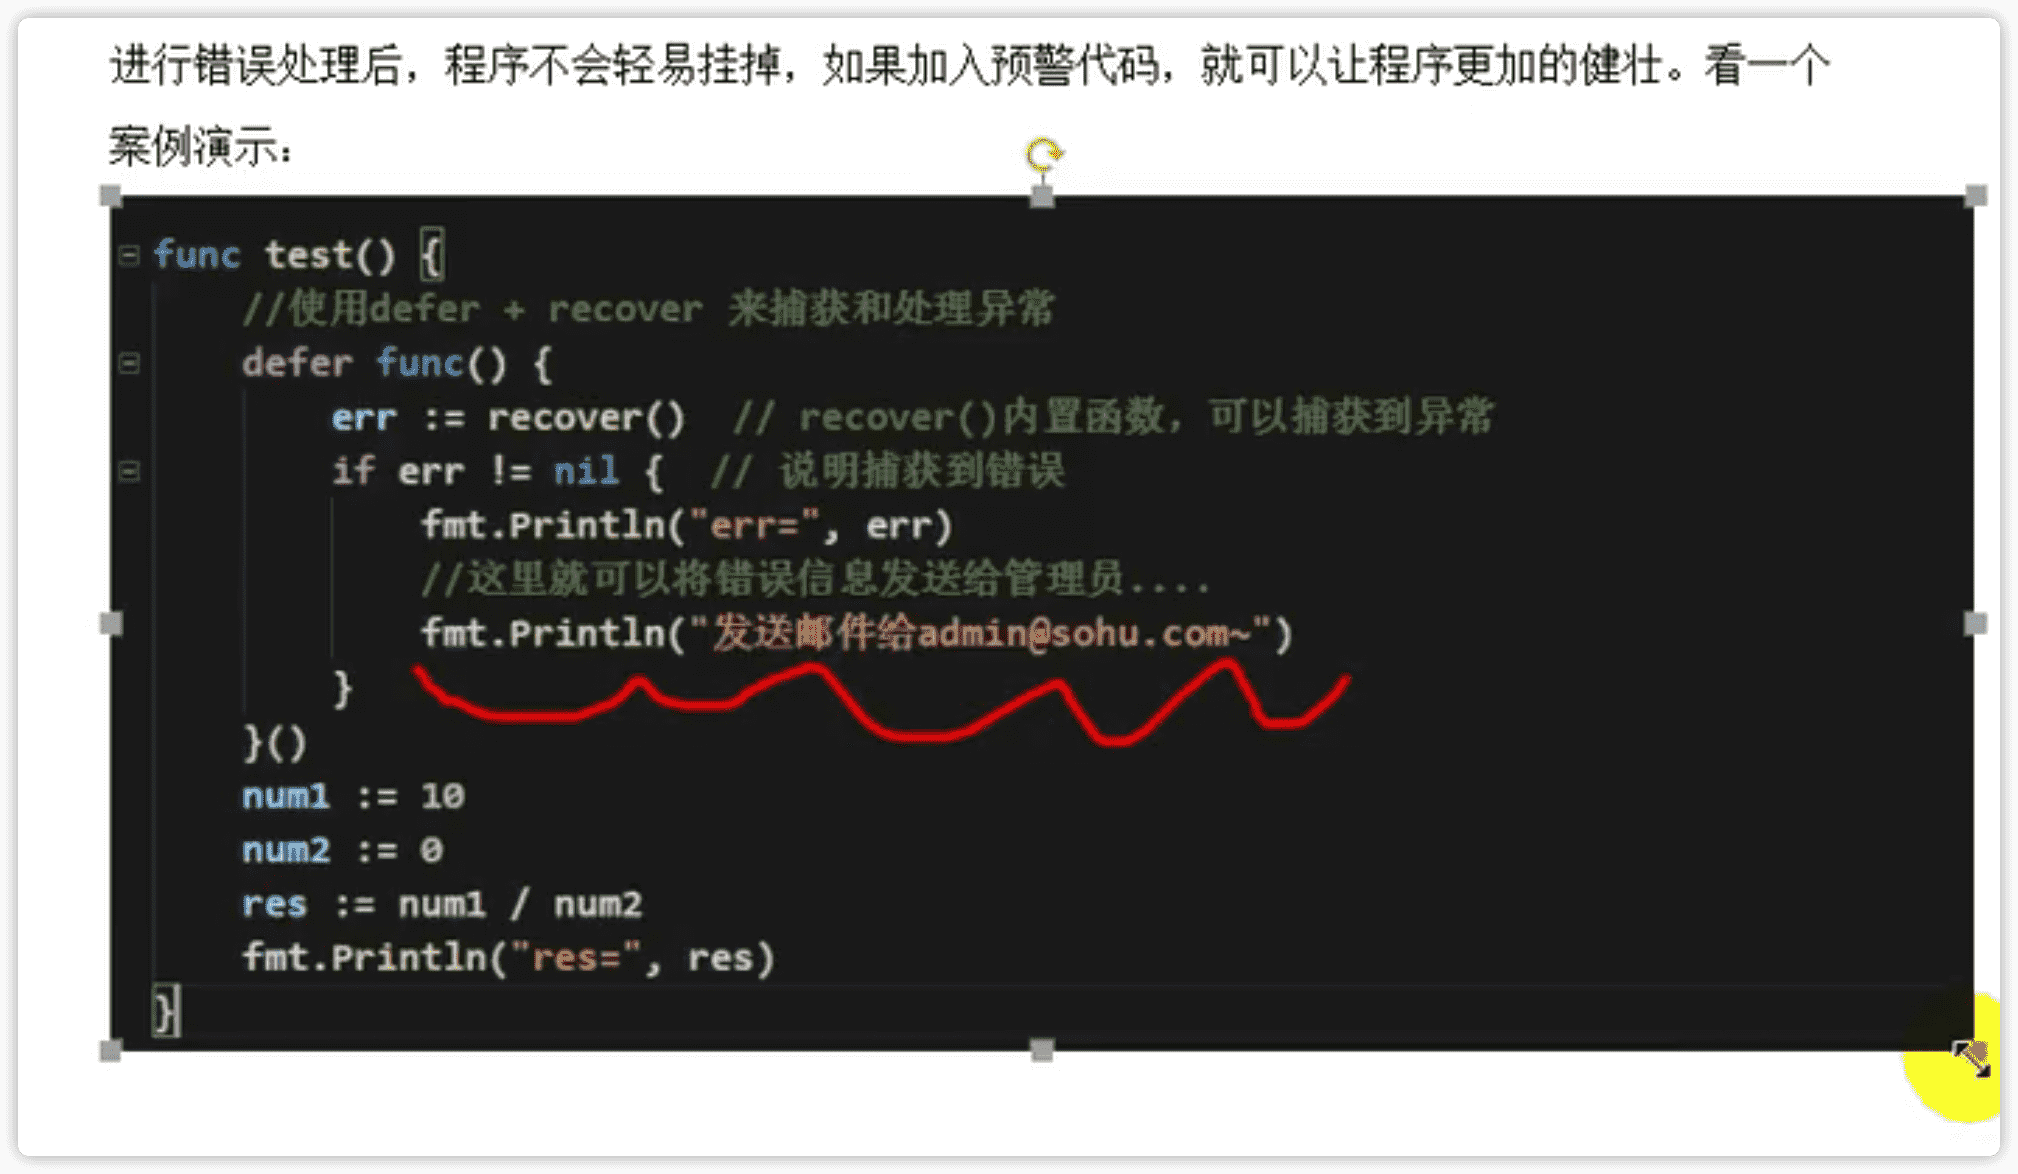 进行错误处理后，程序不会轻易挂掉，如果加入预警代码，就可以让程序更加的健壮。看一个
案例演示：
func test() {
//使用defer + recover 来捕获和处理异常
defer func() {
err := recover()  // recover()内置函数，可以捕获到异常
if err != nil {  // 说明捕获到错误
fmt.Println("err=", err)
//这里就可以将错误信息发送给管理员....
fmt.Println("发送邮件给admin@sohu.com~")
}
}()
num1 := 10
num2 := 0
res := num1 / num2
fmt.Println("res=", res)
}